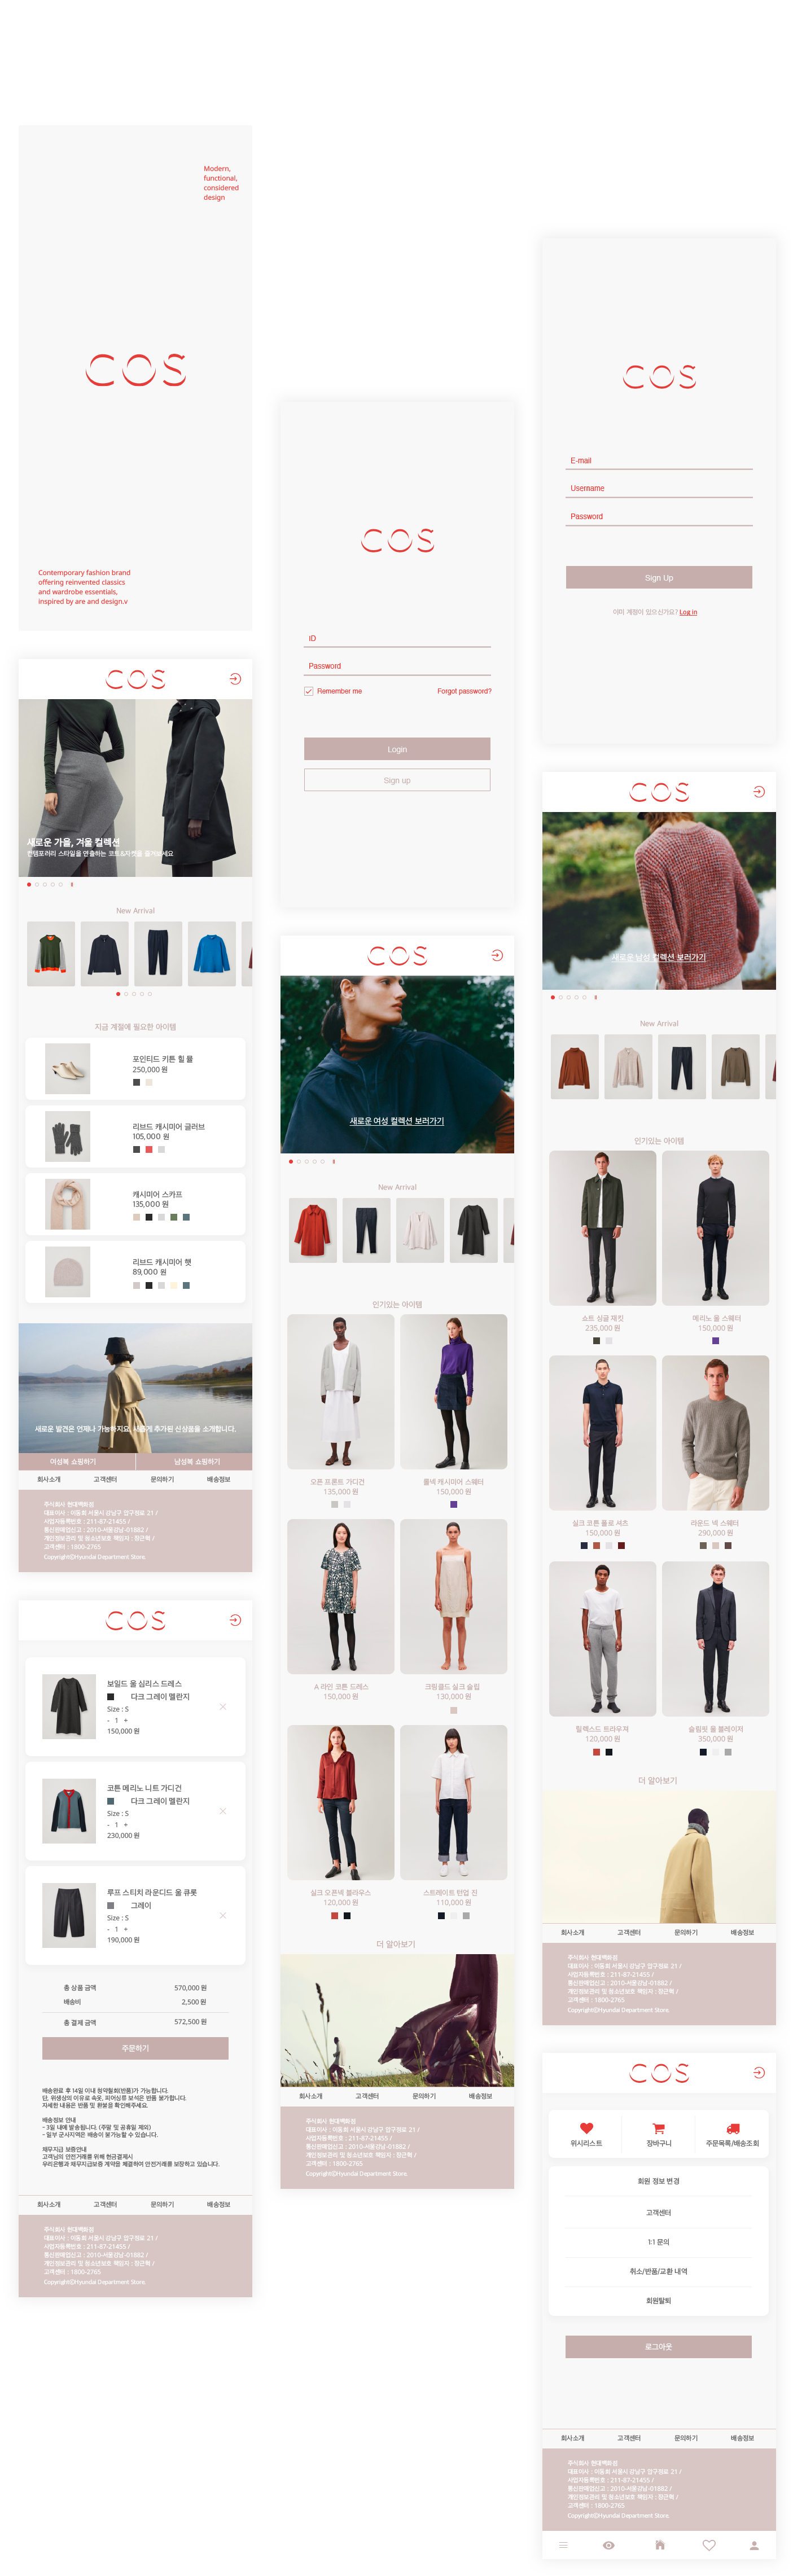 Modern,
functional,
considered
design
COS
Contemporary fashion brand
offering reinvented classics
and wardrobe essentials,
inspired by are and design.v
COS
새로운 가을, 겨울 컬렉션
컨템포러리 스타일을 연출하는 코트&자켓을 즐겨보세요
New Arrival
지금 계절에 필요한 아이템
포인티드 키튼 힐 뮬
250,000 원
리브드 캐시미어 글러브
105,000 원
캐시미어 스카프
135,000 원
리브드 캐시미어 햇
89,000 원
새로운 발견은 언제나 가능하지요. 새롭게 추가된 신상품을 소개합니다.
여성복 쇼핑하기
남성복 쇼핑하기
회사소개 고객센터 문의하기 배송정보
주식회사 현대백화점
대표이사 : 이동회 서울시 강남구 압구정로 21 /
사업자등록번호 : 211-87-21455 /
통신판매업신고 : 2010-서울강남-01882 /
개인정보관리 및 청소년보호 책임자 : 장근혁 /
고객센터 : 1800-2765
CopyrightⓒHyundai Department Store.
COS
보일드 울 심리스 드레스
다크 그레이 멜란지
Size : S
- 1 +
150,000 원
코튼 메리노 니트 가디건
다크 그레이 멜란지
Size : S
- 1 +
230,000 원
루프 스티치 라운디드 울 큐롯
그레이
Size : S
- 1 +
190,000 원
총 상품 금액 570,000 원
배송비 2,500 원
총 결제 금액 572,500 원
주문하기
배송완료 후 14일 이내 청약철회(반품)가 가능합니다.
단, 위생상의 이유로 속옷, 피어싱류 보석은 반품 불가합니다.
자세한 내용은 반품 및 환불을 확인해주세요.
배송정보 안내
- 3일 내에 발송됩니다. (주말 및 공휴일 제외)
- 일부 군사지역은 배송이 불가능할 수 있습니다.
채무지급 보증안내
고객님의 안전거래를 위해 현금결제시
우리은행과 채무지급보증 계약을 체결하여 안전거래를 보장하고 있습니다.
회사소개 고객센터 문의하기 배송정보
주식회사 현대백화점
대표이사 : 이동회 서울시 강남구 압구정로 21 /
사업자등록번호 : 211-87-21455 /
통신판매업신고 : 2010-서울강남-01882 /
개인정보관리 및 청소년보호 책임자 : 장근혁 /
고객센터 : 1800-2765
CopyrightⓒHyundai Department Store.
COS
ID
Password
Remember me
Forgot password?
Login
Sign up
COS
새로운 여성 컬렉션 보러가기
New Arrival
인기있는 아이템
오픈 프론트 가디건
135,000 원
롤넥 캐시미어 스웨터
150,000 원
A 라인 코튼 드레스
150,000 원
크링클드 실크 슬립
130,000 원
실크 오픈넥 블라우스
120,000 원
스트레이트 턴업 진
110,000 원
더 알아보기
회사소개 고객센터 문의하기 배송정보
주식회사 현대백화점
대표이사 : 이동회 서울시 강남구 압구정로 21 /
사업자등록번호 : 211-87-21455 /
통신판매업신고 : 2010-서울강남-01882 /
개인정보관리 및 청소년보호 책임자 : 장근혁 /
고객센터 : 1800-2765
CopyrightⓒHyundai Department Store.
COS
E-mail
Username
Password
Sign Up
이미 계정이 있으신가요? Log in
COS
새로운 남성 컬렉션 보러가기
New Arrival
인기있는 아이템
쇼트 싱글 재킷
235,000 원
메리노 울 스웨터
150,000 원
실크 코튼 폴로 셔츠
150,000 원
라운드 넥 스웨터
290,000 원
릴렉스드 트라우저
120,000 원
슬림핏 울 블레이저
350,000 원
더 알아보기
회사소개 고객센터 문의하기 배송정보
주식회사 현대백화점
대표이사 : 이동회 서울시 강남구 압구정로 21 /
사업자등록번호 : 211-87-21455 /
통신판매업신고 : 2010-서울강남-01882 /
개인정보관리 및 청소년보호 책임자 : 장근혁 /
고객센터 : 1800-2765
CopyrightⓒHyundai Department Store.
COS
위시리스트 장바구니 주문목록/배송조회
회원 정보 변경
고객센터
1:1 문의
취소/반품/교환 내역
회원탈퇴
로그아웃
회사소개 고객센터 문의하기 배송정보
주식회사 현대백화점
대표이사 : 이동회 서울시 강남구 압구정로 21 /
사업자등록번호 : 211-87-21455 /
통신판매업신고 : 2010-서울강남-01882 /
개인정보관리 및 청소년보호 책임자 : 장근혁 /
고객센터 : 1800-2765
CopyrightⓒHyundai Department Store.